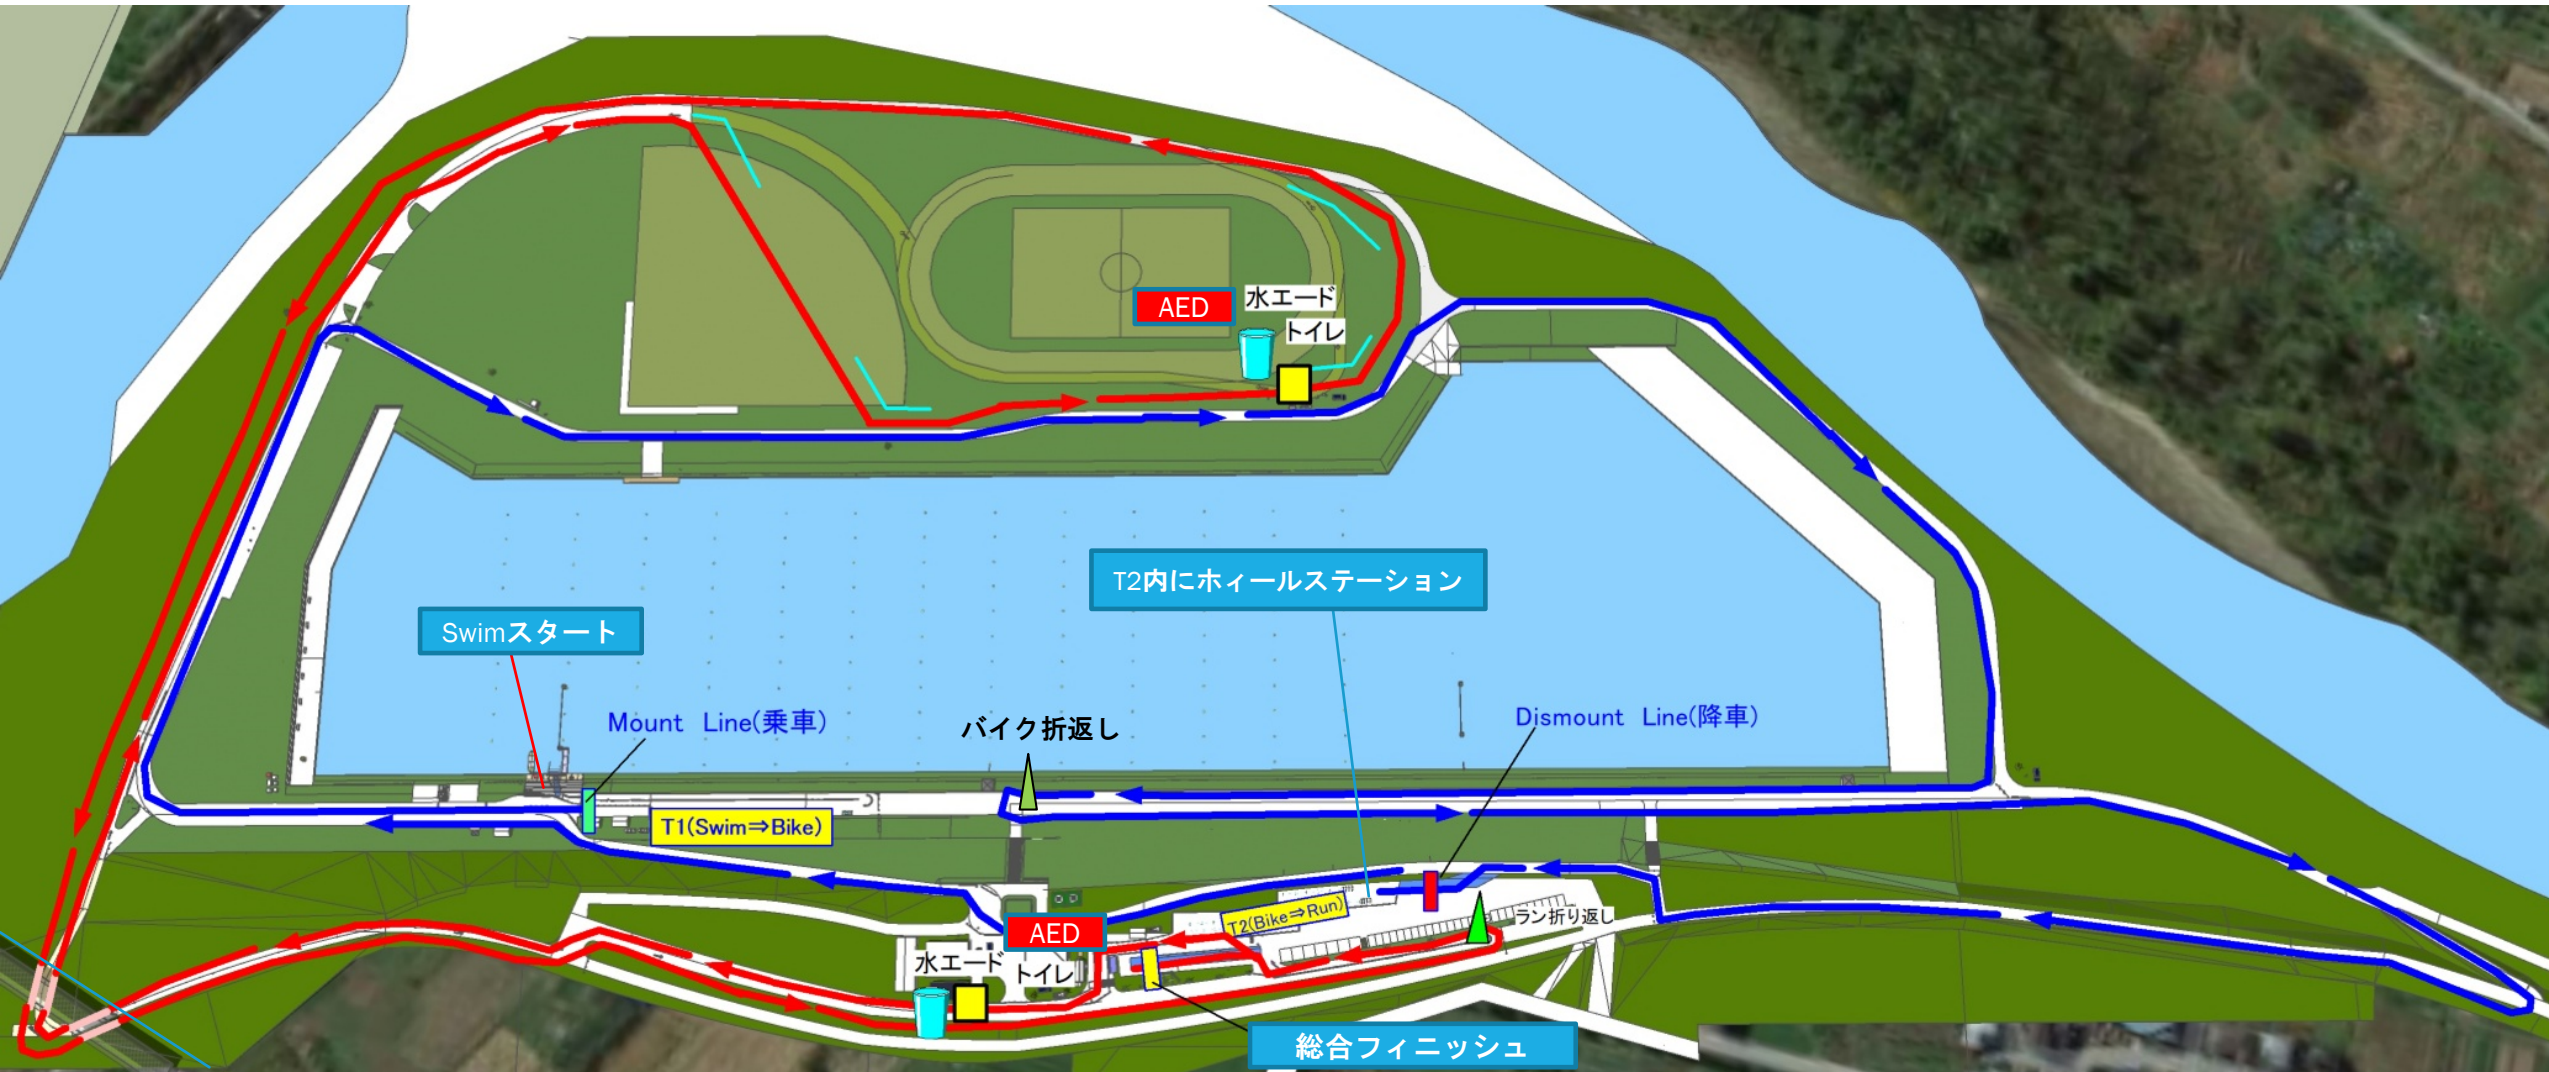 AED
水エード
トイレ
T2内にホィールステーション
Swimスタート
Mount Line(乗車)
バイク折返し
Dismount Line(降車)
T1(Swim⇒Bike)
T2(Bike⇒Run)
ラン折り返し
AED
水エード
トイレ
総合フィニッシュ